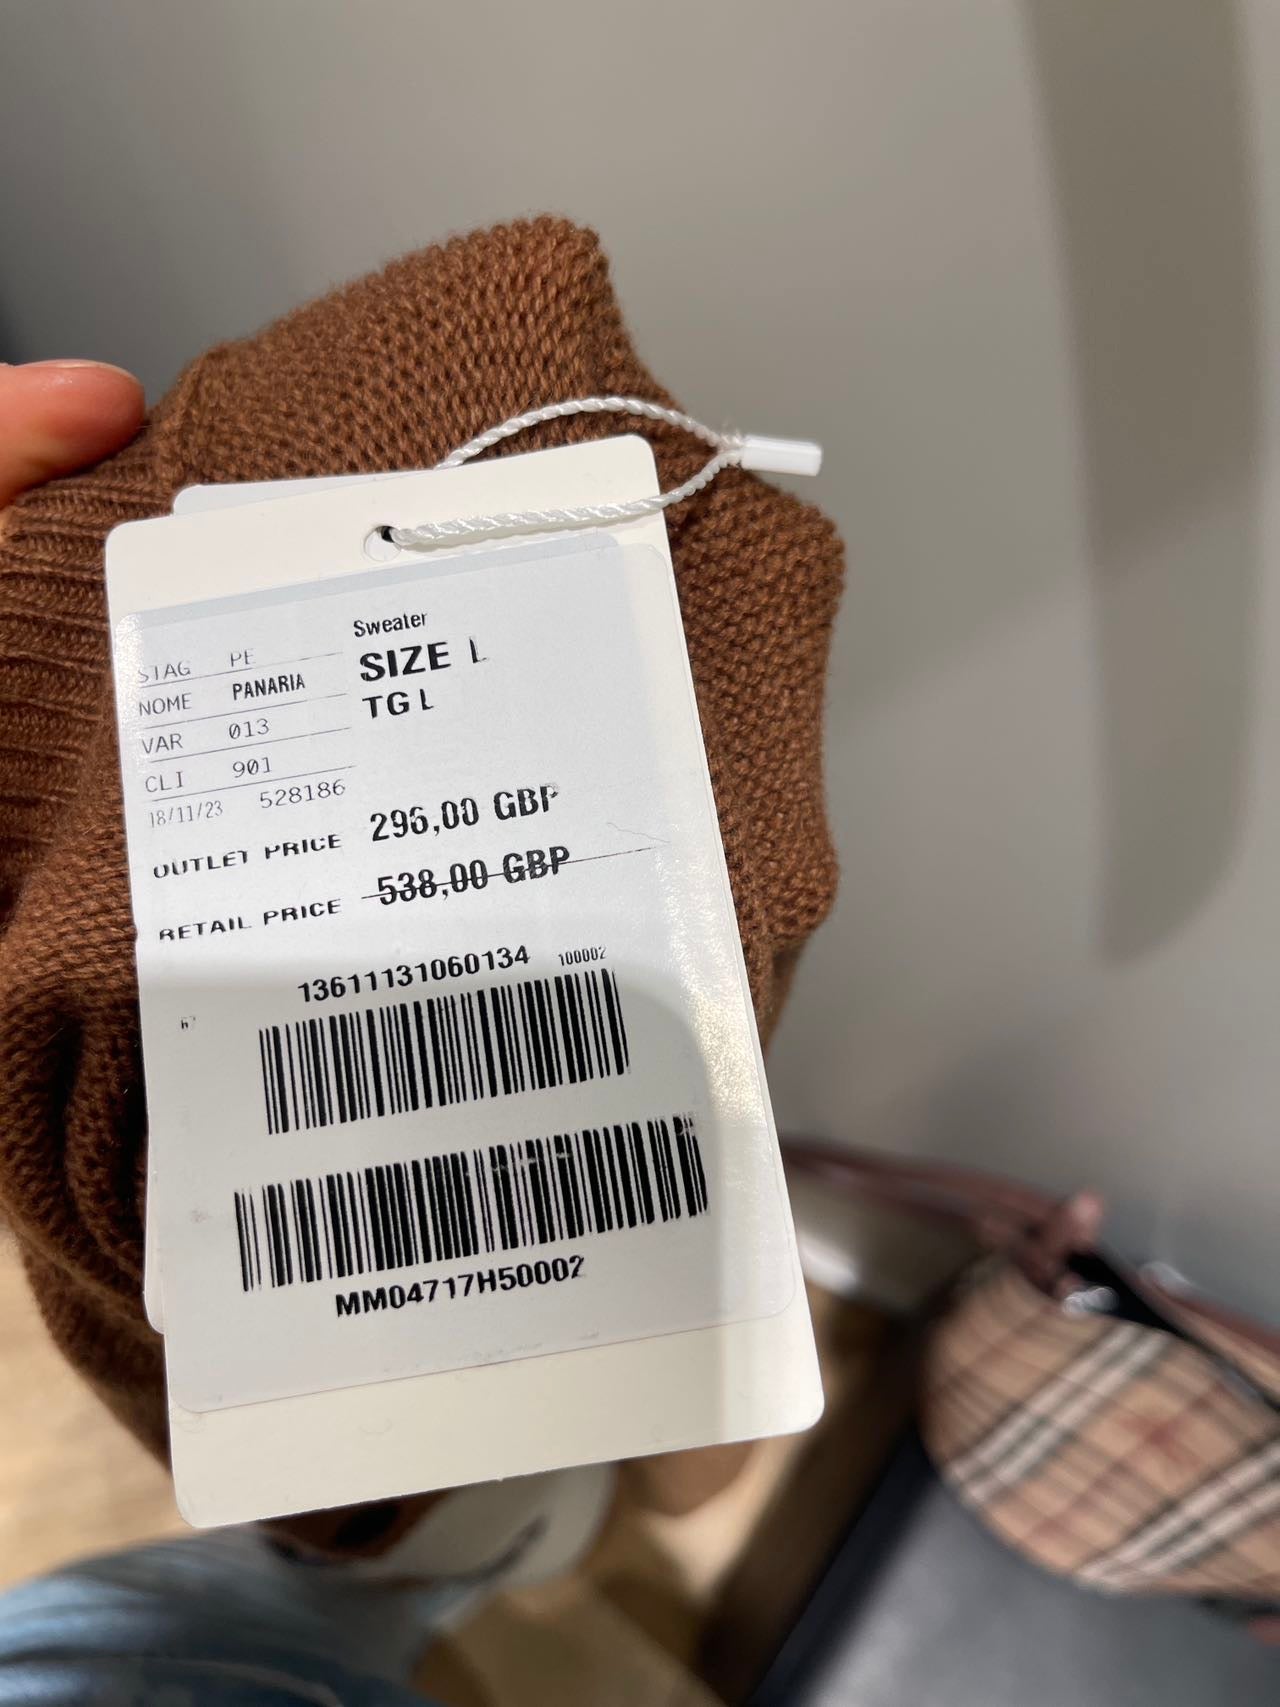 Sweater
SIZE L
TG L
STAG PE
NOME PANARIA
VAR 013
CLI 901
18/11/23 528186
OUTLET PRICE 296,00 GBP
RETAIL PRICE 538,00 GBP
13611131060134 100002
MM04717H50002